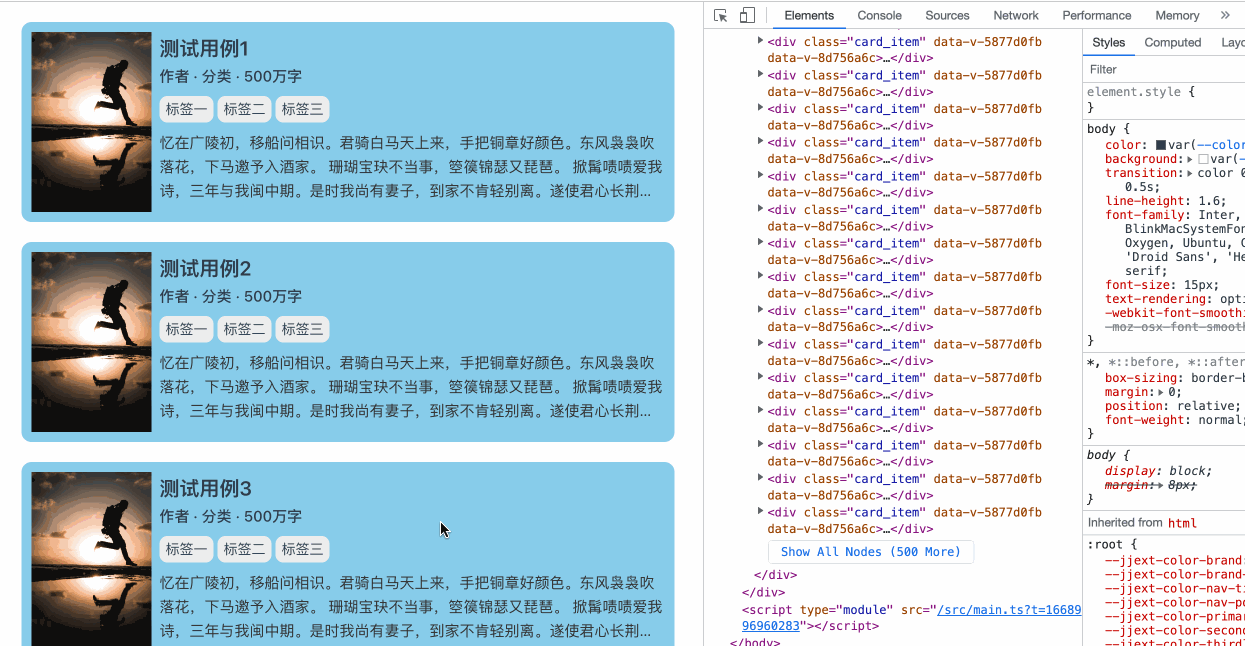 测试用例1
作者 · 分类 · 500万字
标签一 标签二 标签三
忆在广陵初，移船问相识。君骑白马天上来，手把铜章好颜色。东风袅袅吹
落花，下马邀予入酒家。 珊瑚宝玦不当事，箜篌锦瑟又琵琶。 掀髯啧啧爱我
诗，三年与我闽中期。是时我尚有妻子，到家不肯轻别离。遂使君心长荆...
测试用例2
作者 · 分类 · 500万字
标签一 标签二 标签三
忆在广陵初，移船问相识。君骑白马天上来，手把铜章好颜色。东风袅袅吹
落花，下马邀予入酒家。 珊瑚宝玦不当事，箜篌锦瑟又琵琶。 掀髯啧啧爱我
诗，三年与我闽中期。是时我尚有妻子，到家不肯轻别离。遂使君心长荆...
测试用例3
作者 · 分类 · 500万字
标签一 标签二 标签三
忆在广陵初，移船问相识。君骑白马天上来，手把铜章好颜色。东风袅袅吹
落花，下马邀予入酒家。 珊瑚宝玦不当事，箜篌锦瑟又琵琶。 掀髯啧啧爱我
诗，三年与我闽中期。是时我尚有妻子，到家不肯轻别离。遂使君心长荆...
Elements Console Sources Network Performance Memory »
<div class="card_item" data-v-5877d0fb
data-v-8d756a6c>…</div>
<div class="card_item" data-v-5877d0fb
data-v-8d756a6c>…</div>
<div class="card_item" data-v-5877d0fb
data-v-8d756a6c>…</div>
<div class="card_item" data-v-5877d0fb
data-v-8d756a6c>…</div>
<div class="card_item" data-v-5877d0fb
data-v-8d756a6c>…</div>
<div class="card_item" data-v-5877d0fb
data-v-8d756a6c>…</div>
<div class="card_item" data-v-5877d0fb
data-v-8d756a6c>…</div>
<div class="card_item" data-v-5877d0fb
data-v-8d756a6c>…</div>
<div class="card_item" data-v-5877d0fb
data-v-8d756a6c>…</div>
<div class="card_item" data-v-5877d0fb
data-v-8d756a6c>…</div>
<div class="card_item" data-v-5877d0fb
data-v-8d756a6c>…</div>
<div class="card_item" data-v-5877d0fb
data-v-8d756a6c>…</div>
<div class="card_item" data-v-5877d0fb
data-v-8d756a6c>…</div>
<div class="card_item" data-v-5877d0fb
data-v-8d756a6c>…</div>
<div class="card_item" data-v-5877d0fb
data-v-8d756a6c>…</div>
Show All Nodes (500 More)
</div>
</div>
<script type="module" src="/src/main.ts?t=16689
96960283"></script>
</body>
Styles Computed Layo
Filter
element.style {
}
body {
color: var(--color
background: var(-
transition: color 0
0.5s;
line-height: 1.6;
font-family: Inter,
BlinkMacSystemFon
Oxygen, Ubuntu, C
'Droid Sans', 'He
serif;
font-size: 15px;
text-rendering: opti
-webkit-font-smoothi
-moz-osx-font-smooth
}
*, *::before, *::after
box-sizing: border-b
margin: 0;
position: relative;
font-weight: normal;
}
body {
display: block;
margin: 8px;
}
Inherited from html
:root {
--jjext-color-brand:
--jjext-color-brand-
--jjext-color-nav-ti
--jjext-color-nav-po
--jjext-color-primar
--jjext-color-second
--jjext-color-third